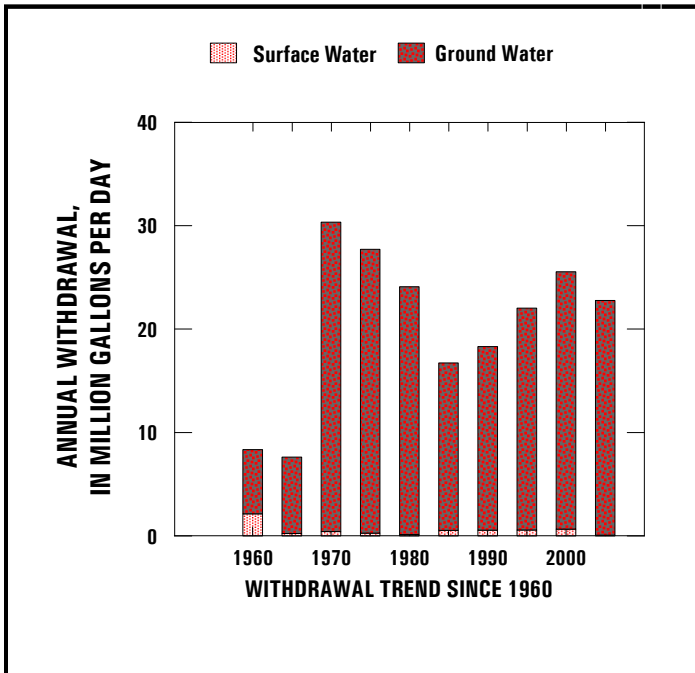 Surface Water Ground Water
ANNUAL WITHDRAWAL,
IN MILLION GALLONS PER DAY
40
30
20
10
0
1960 1970 1980 1990 2000
WITHDRAWAL TREND SINCE 1960